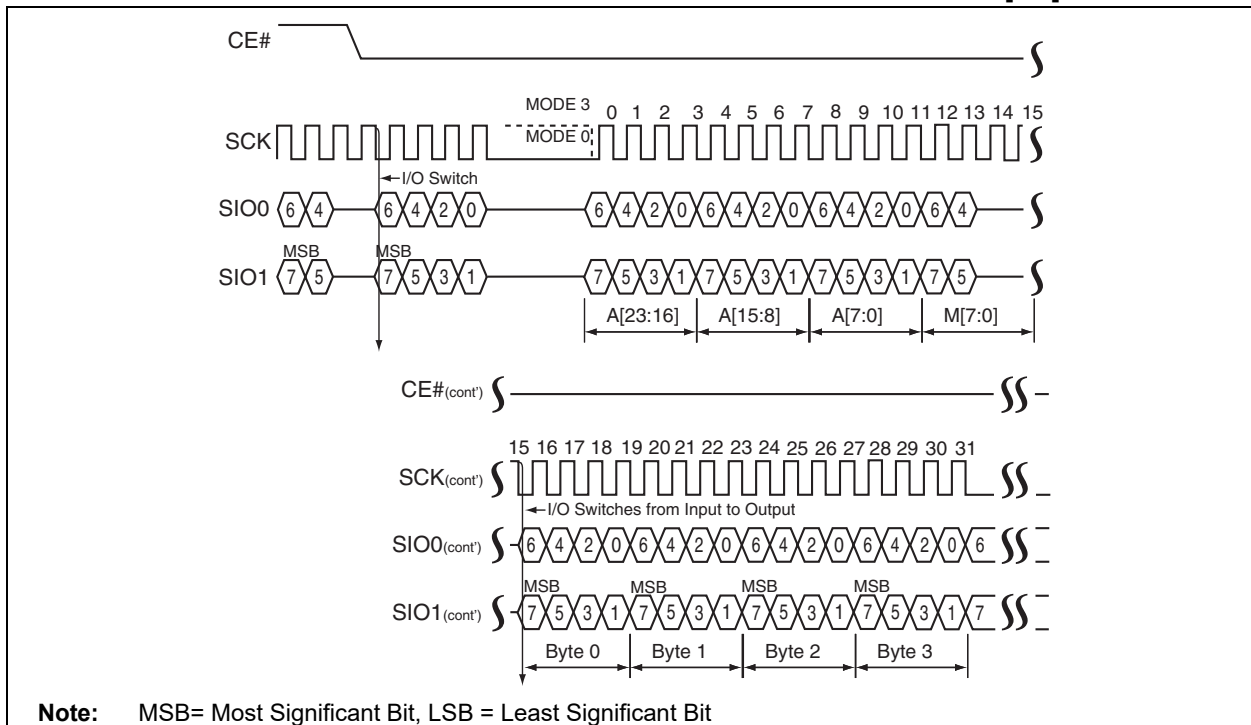 CE#
MODE 3
0 1 2 3 4 5 6 7 8 9 10 11 12 13 14 15
SCK
MODE 0
I/O Switch
SIO0 6 4 6 4 2 0 6 4 2 0 6 4 2 0 6 4 2 0 6 4
MSB MSB
SIO1 7 5 7 5 3 1 7 5 3 1 7 5 3 1 7 5 3 1 7 5
A[23:16] A[15:8] A[7:0] M[7:0]
CE#(cont')
15 16 17 18 19 20 21 22 23 24 25 26 27 28 29 30 31
SCK(cont')
I/O Switches from Input to Output
SIO0(cont') 6 4 2 0 6 4 2 0 6 4 2 0 6 4 2 0 6
MSB MSB MSB MSB
SIO1(cont') 7 5 3 1 7 5 3 1 7 5 3 1 7 5 3 1 7
Byte 0 Byte 1 Byte 2 Byte 3
Note: MSB= Most Significant Bit, LSB = Least Significant Bit